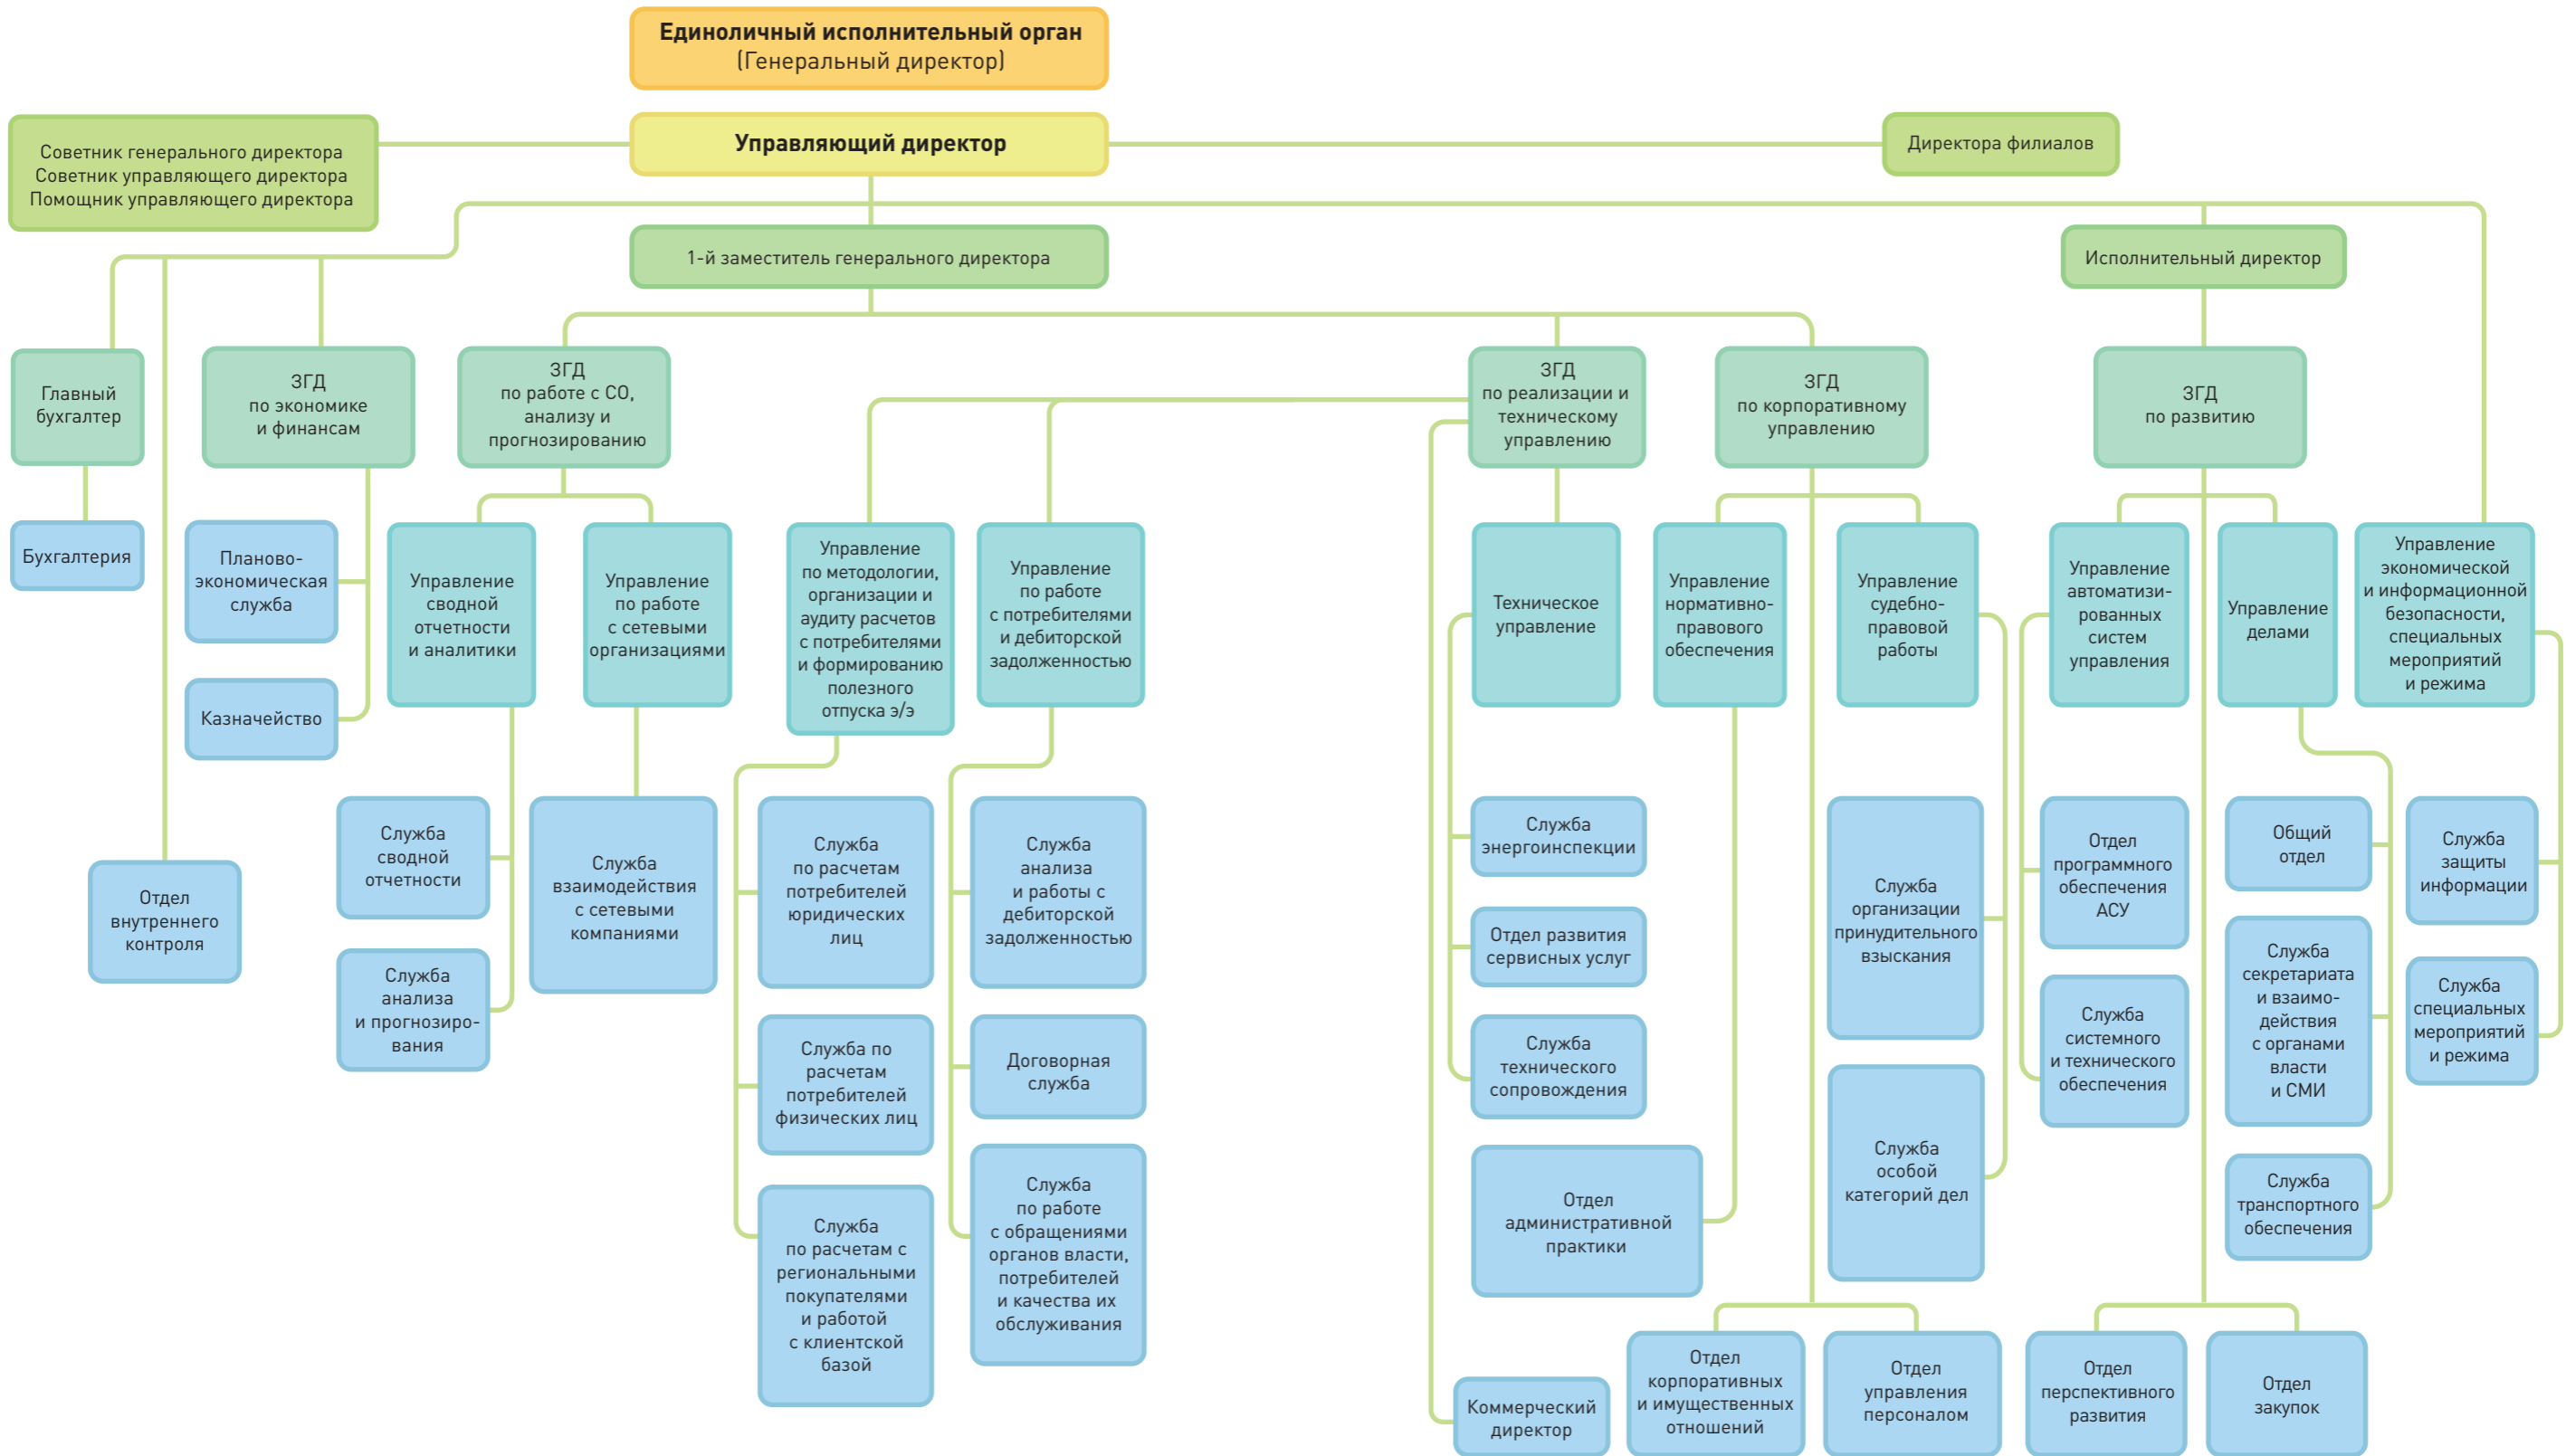 Единоличный исполнительный орган
(Генеральный директор)
Советник генерального директора
Советник управляющего директора
Помощник управляющего директора
Управляющий директор
Директора филиалов
1-й заместитель генерального директора
Исполнительный директор
Главный
бухгалтер
ЗГД
по экономике
и финансам
ЗГД
по работе с СО,
анализу и
прогнозированию
ЗГД
по реализации и
техническому
управлению
ЗГД
по корпоративному
управлению
ЗГД
по развитию
Бухгалтерия
Планово-
экономическая
служба
Казначейство
Управление
сводной
отчетности
и аналитики
Управление
по работе
с сетевыми
организациями
Управление
по методологии,
организации и
аудиту расчетов
с потребителями
и формированию
полезного
отпуска э/э
Управление
по работе
с потребителями
и дебиторской
задолженностью
Техническое
управление
Управление
нормативно-
правового
обеспечения
Управление
судебно-
правовой
работы
Управление
автоматизи-
рованных
систем
управления
Управление
делами
Управление
экономической
и информационной
безопасности,
специальных
мероприятий
и режима
Отдел
внутреннего
контроля
Служба
сводной
отчетности
Служба
анализа
и прогнозиро-
вания
Служба
взаимодействия
с сетевыми
компаниями
Служба
по расчетам
потребителей
юридических
лиц
Служба по
расчетам
потребителей
физических лиц
Служба
по расчетам с
региональными
покупателями
и работой
с клиентской
базой
Служба
анализа
и работы с
дебиторской
задолженностью
Договорная
служба
Служба
по работе
с обращениями
органов власти,
потребителей
и качества их
обслуживания
Служба
энергоинспекции
Отдел развития
сервисных услуг
Служба
технического
сопровождения
Отдел
административной
практики
Коммерческий
директор
Служба
организации
принудительного
взыскания
Служба
особой
категорий дел
Отдел
корпоративных
и имущественных
отношений
Отдел
управления
персоналом
Отдел
программного
обеспечения
АСУ
Служба
системного
и технического
обеспечения
Общий
отдел
Служба
секретариата
и взаимо-
действия
с органами
власти
и СМИ
Служба
транспортного
обеспечения
Служба
защиты
информации
Служба
специальных
мероприятий
и режима
Отдел
перспективного
развития
Отдел
закупок